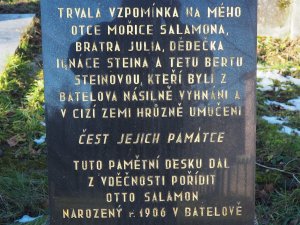 TRVALÁ VZPOMÍNKA NA MÉHO
OTCE MOŘICE SALAMONA,
BRATRA JULIA, DĚDEČKA
IGNÁCE STEINA A TETU BERTU
STEINOVOU, KTEŘÍ BYLI Z
BATELOVA NÁSILNĚ VYHNÁNI A
V CIZÍ ZEMI HRŮZNĚ UMUČENI
ČEST JEJICH PAMÁTCE
TUTO PAMĚTNÍ DESKU DAL
Z VDĚČNOSTI POŘÍDIT
OTTO SALAMON
NAROZENÝ r. 1906 V BATELOVĚ